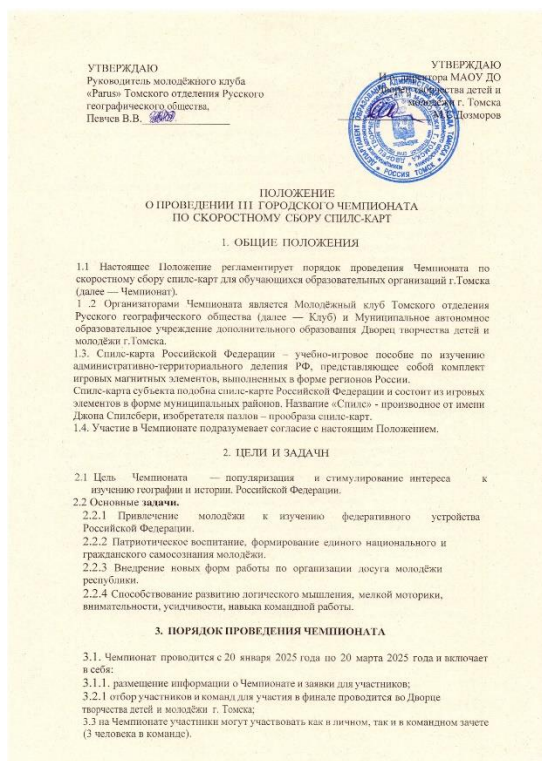 УТВЕРЖДАЮ
Руководитель молодёжного клуба
«Parus» Томского отделения Русского
географического общества,
Певчев В.В.
УТВЕРЖДАЮ
директора МАОУ ДО
Дворец творчества детей и
молодёжи г. Томска
Дозморов
ПОЛОЖЕНИЕ
О ПРОВЕДЕНИИ III ГОРОДСКОГО ЧЕМПИОНАТА
ПО СКОРОСТНОМУ СБОРУ СПИЛС-КАРТ
1. ОБЩИЕ ПОЛОЖЕНИЯ
1.1 Настоящее Положение регламентирует порядок проведения Чемпионата по
скоростному сбору спилс-карт для обучающихся образовательных организаций г.Томска
(далее — Чемпионат).
1 .2 Организаторами Чемпионата является Молодёжный клуб Томского отделения
Русского географического общества (далее — Клуб) и Муниципальное автономное
образовательное учреждение дополнительного образования Дворец творчества детей и
молодёжи г.Томска.
1.3. Спилс-карта Российской Федерации – учебно-игровое пособие по изучению
административно-территориального деления РФ, представляющее собой комплект
игровых магнитных элементов, выполненных в форме регионов России.
Спилс-карта субъекта подобна спилс-карте Российской Федерации и состоит из игровых
элементов в форме муниципальных районов. Название «Спилс» - производное от имени
Джона Спилсбери, изобретателя пазлов – прообраза спилс-карт.
1.4. Участие в Чемпионате подразумевает согласие с настоящим Положением.
2. ЦЕЛИ И ЗАДАЧН
2.1 Цель Чемпионата — популяризация и стимулирование интереса к
изучению географии и истории. Российской Федерации.
2.2 Основные задачи.
2.2.1 Привлечение молодёжи к изучению федеративного устройства
Российской Федерации.
2.2.2 Патриотическое воспитание, формирование единого национального и
гражданского самосознания молодёжи.
2.2.3 Внедрение новых форм работы по организации досуга молодёжи
республики.
2.2.4 Способствование развитию логического мышления, мелкой моторики,
внимательности, усидчивости, навыка командной работы.
3. ПОРЯДОК ПРОВЕДЕНИЯ ЧЕМПИОНАТА
3.1. Чемпионат проводится с 20 января 2025 года по 20 марта 2025 года и включает
в себя:
3.1.1. размещение информации о Чемпионате и заявки для участников;
3.2.1 отбор участников и команд для участия в финале проводится во Дворце
творчества детей и молодёжи г. Томска;
3.3 на Чемпионате участники могут участвовать как в личном, так и в командном зачете
(3 человека в команде).